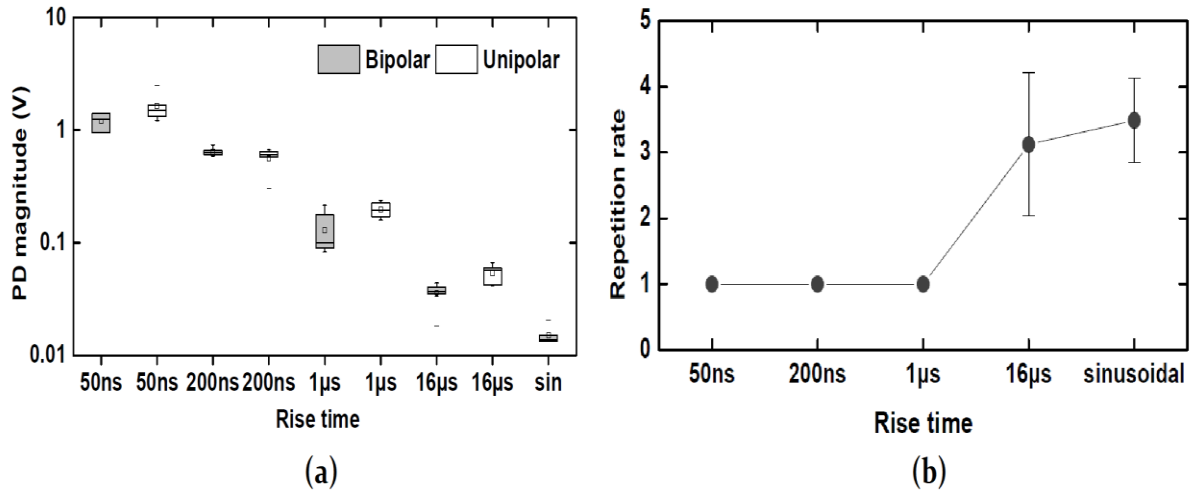 10
1
0.1
0.01
PD magnitude (V)
Bipolar
Unipolar
50ns 50ns 200ns 200ns 1μs 1μs 16μs 16μs sin
Rise time
(a)
5
4
3
2
1
0
Repetition rate
50ns 200ns 1μs 16μs sinusoidal
Rise time
(b)